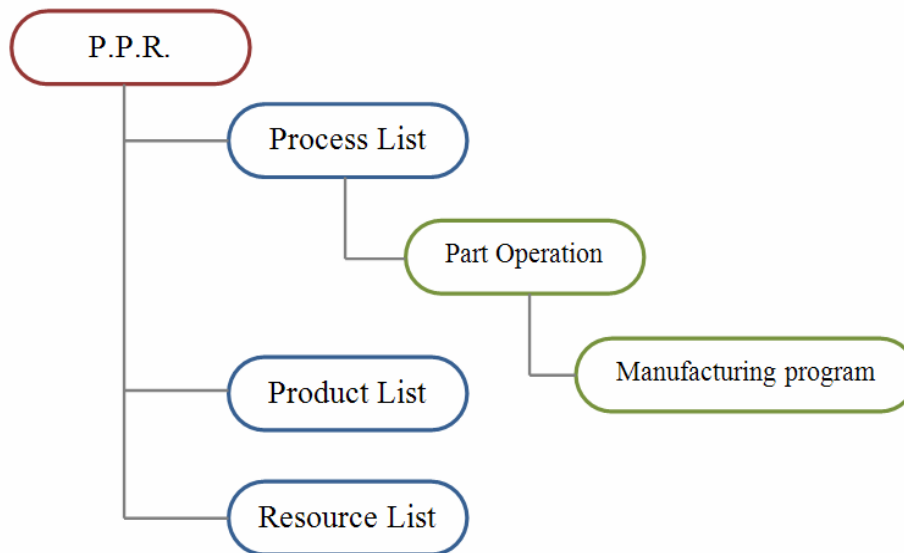 P.P.R.
Process List
Part Operation
Manufacturing program
Product List
Resource List